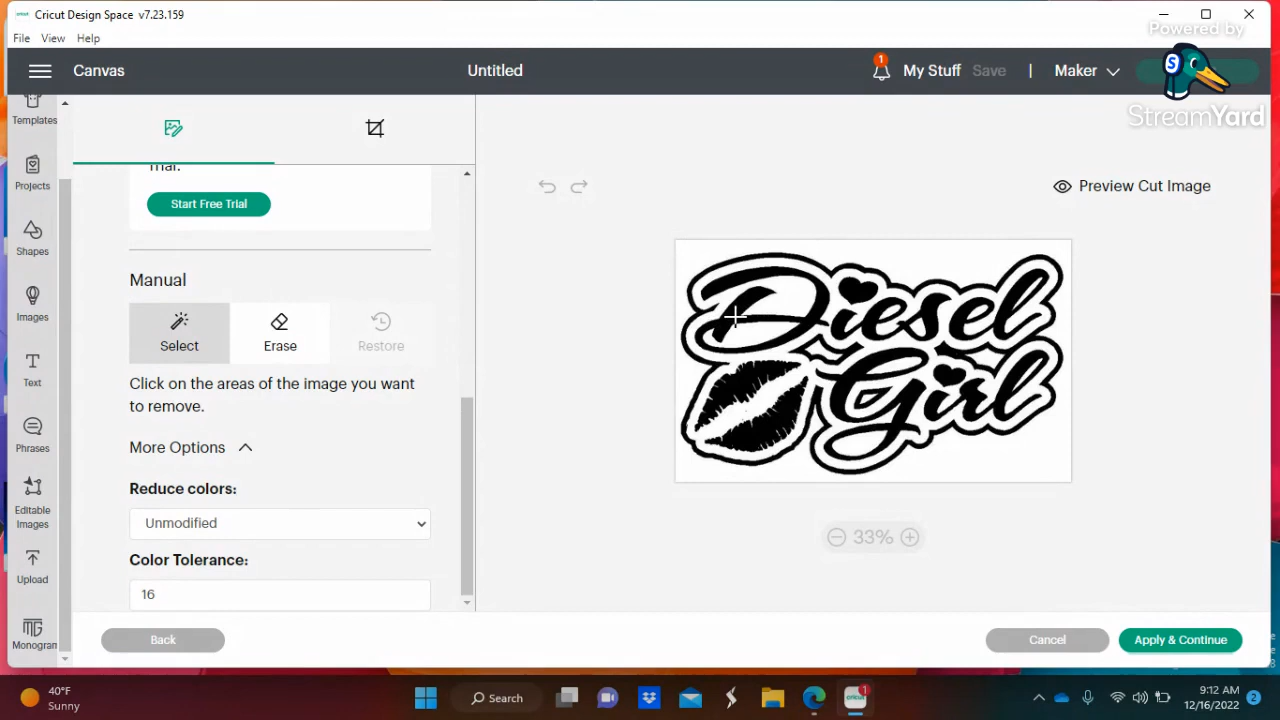 Cricut Design Space v7.23.159
File View Help
Powered by
StreamYard
Canvas
Untitled
1
My Stuff Save | Maker
Templates
Projects
Shapes
Images
Text
Phrases
Editable
Images
Upload
Monogram
Trial.
Start Free Trial
Manual
Select
Erase
Restore
Click on the areas of the image you want
to remove.
More Options
Reduce colors:
Unmodified
Color Tolerance:
16
Preview Cut Image
Diesel
Girl
33%
Back
Cancel
Apply & Continue
40°F
Sunny
Search
1
9:12 AM
12/16/2022
2